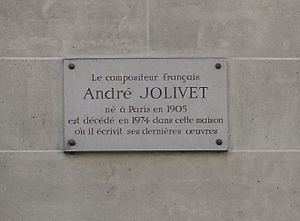 Le compositeur français
André JOLIVET
né à Paris en 1905
est décédé en 1974 dans cette maison
où il écrivit ses dernières œuvres